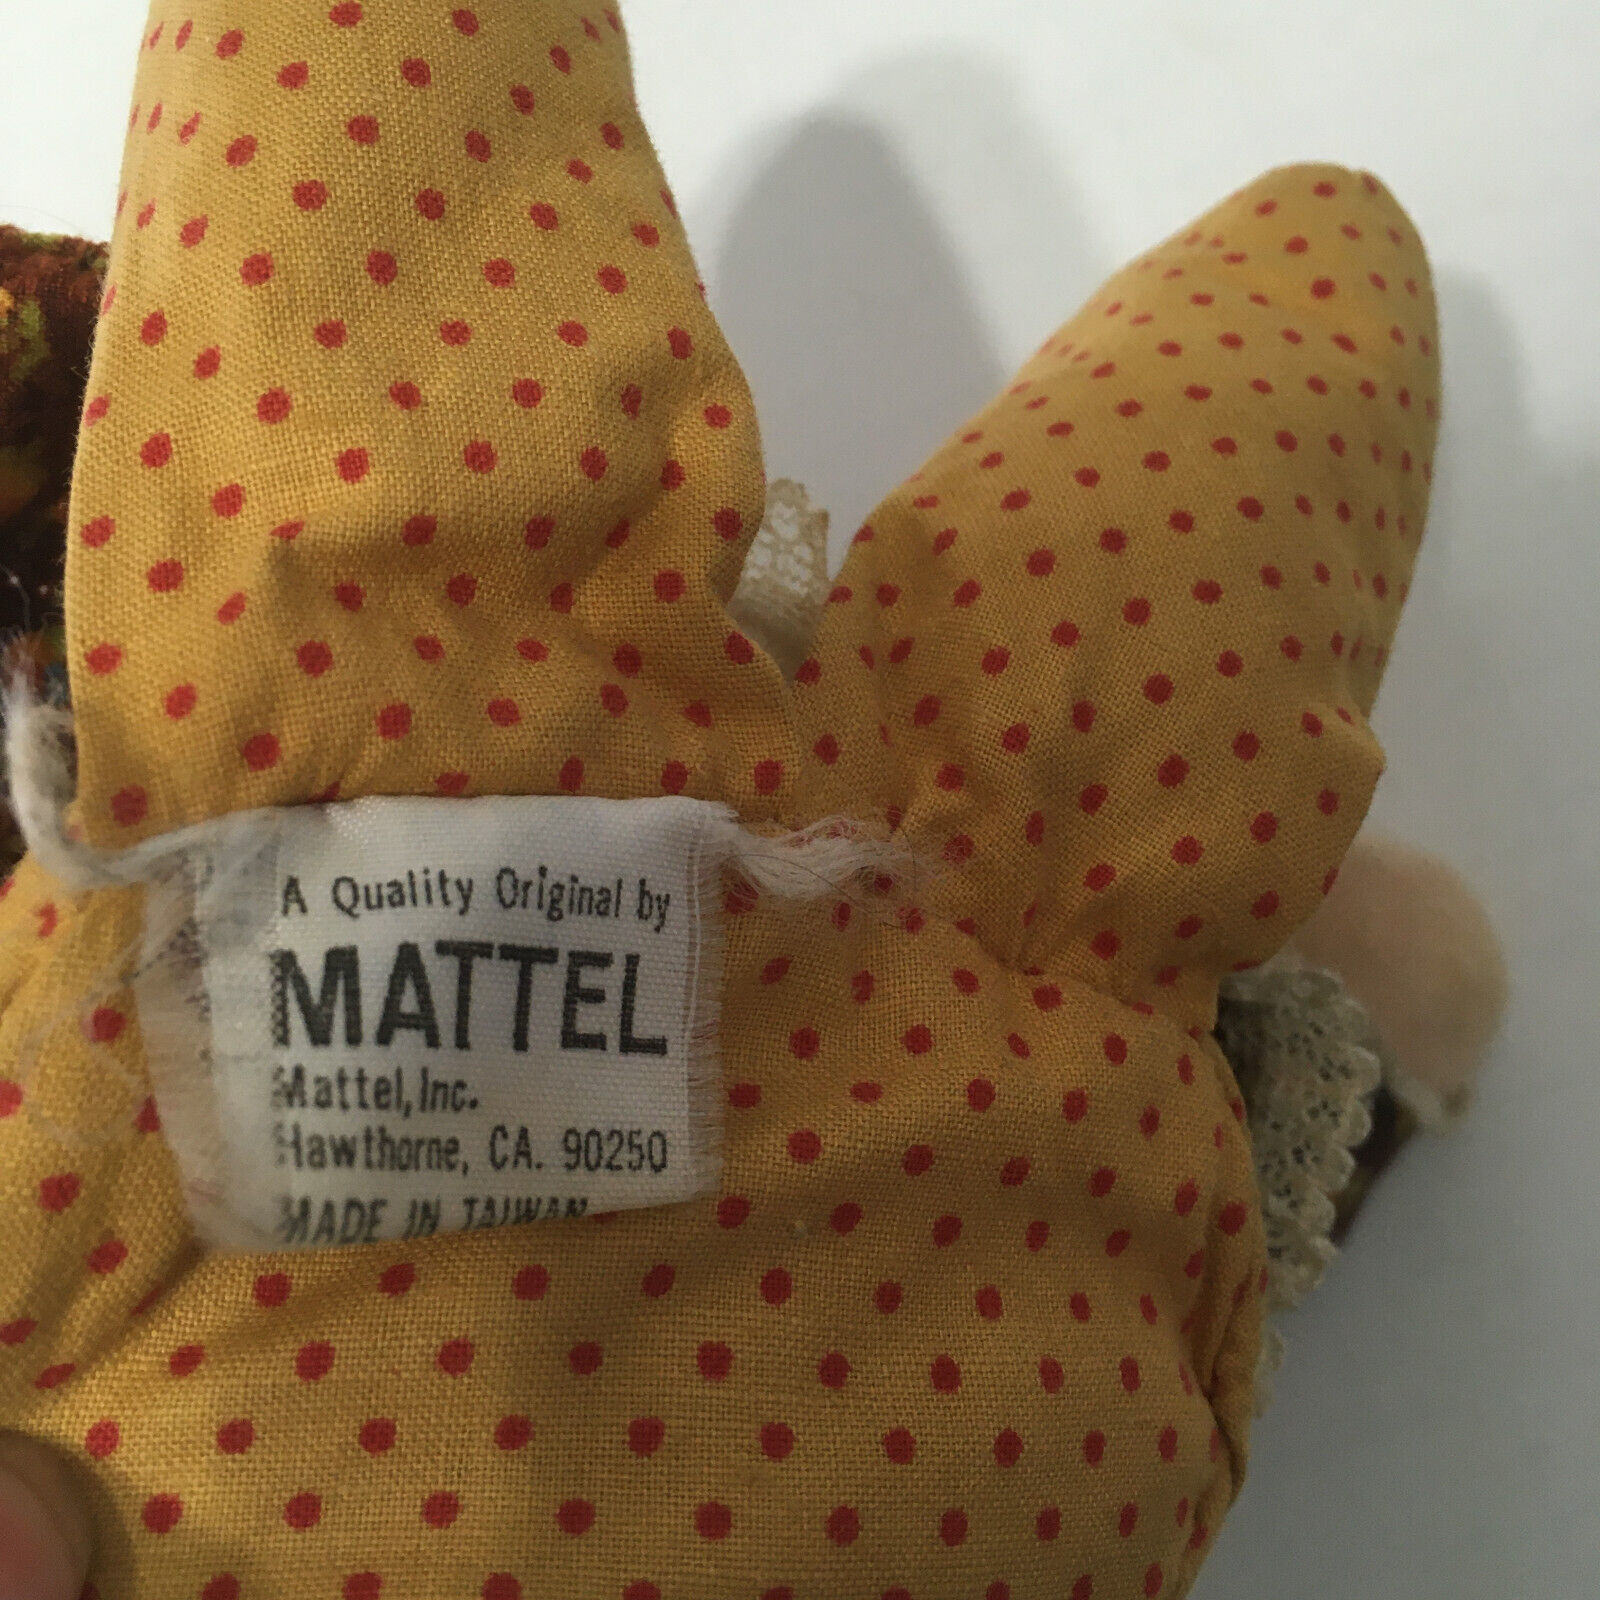 A Quality Original by
MATTEL
Mattel, Inc.
Hawthorne, CA. 90250
MADE IN TAIWAN